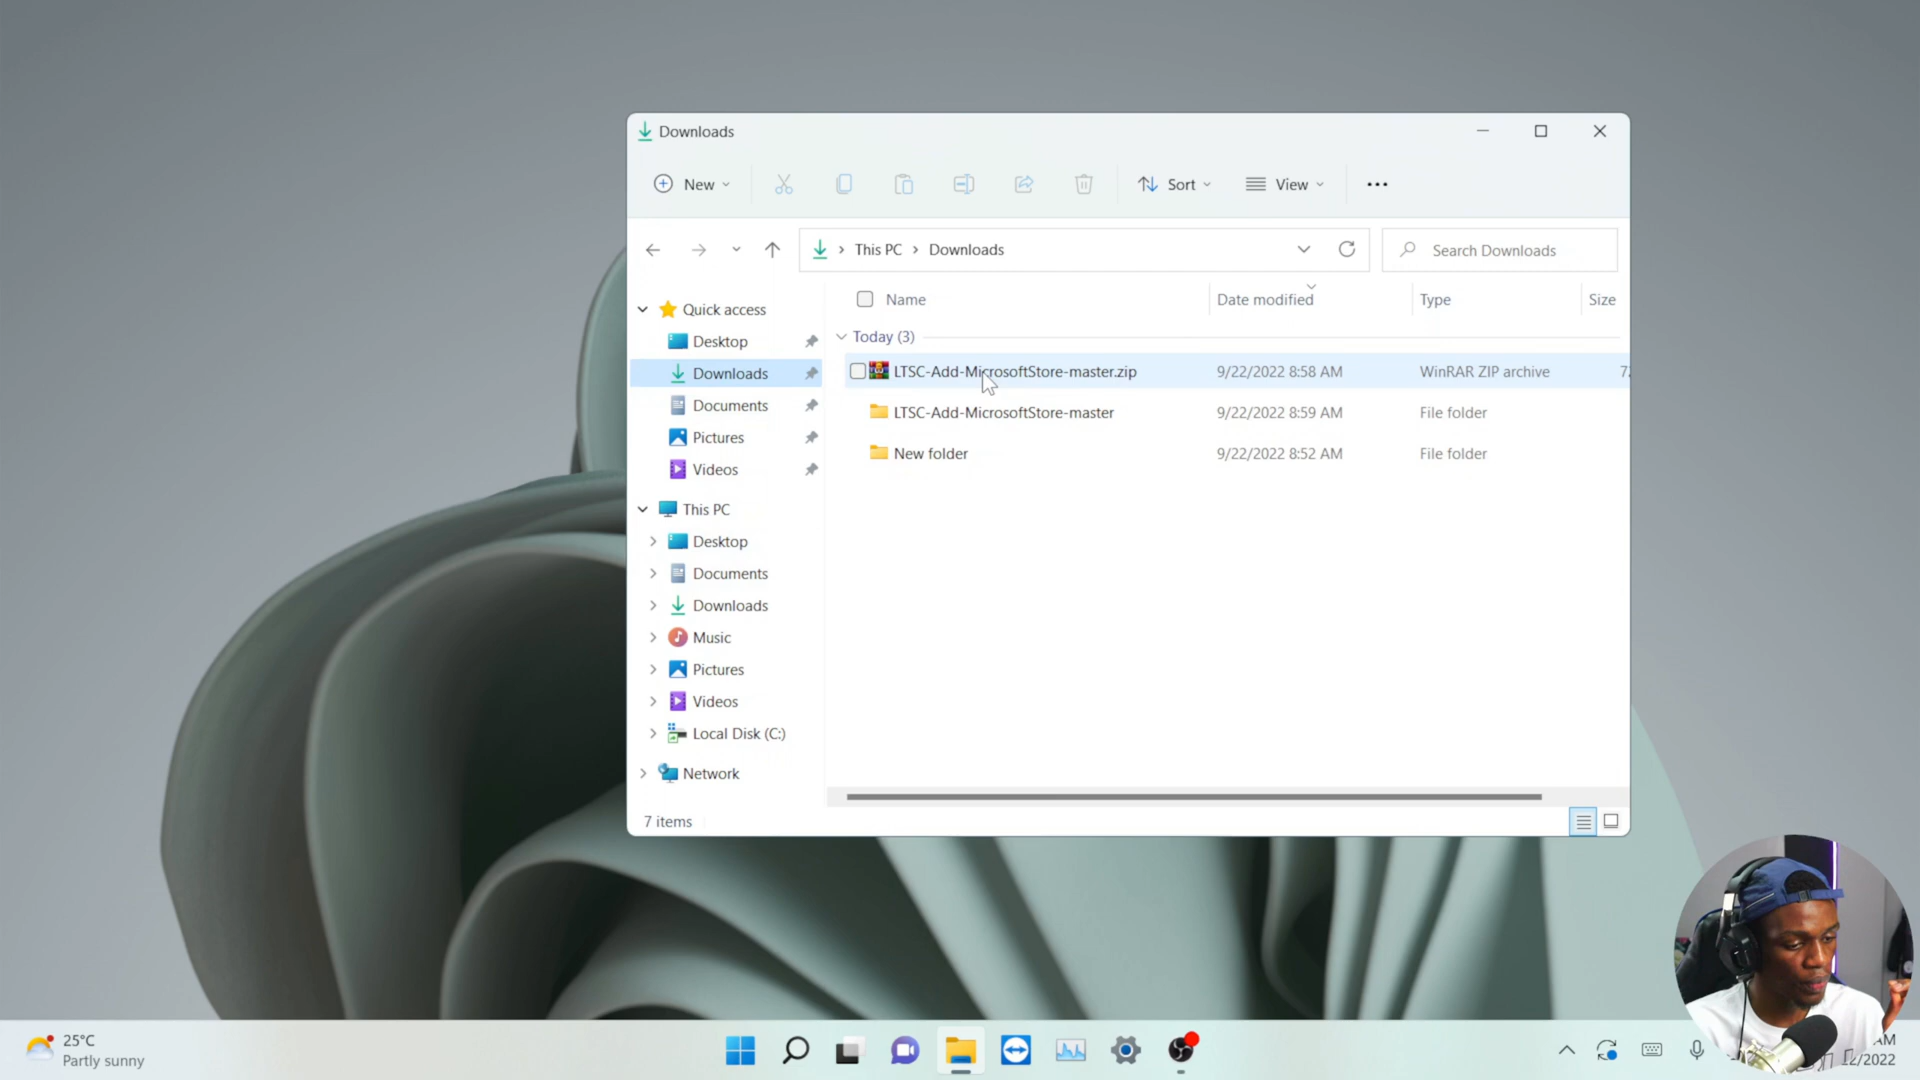 Downloads
New
Sort
View
This PC
Downloads
Search Downloads
Name
Date modified
Type
Size
Quick access
Desktop
Downloads
Documents
Pictures
Videos
This PC
Desktop
Documents
Downloads
Music
Pictures
Videos
Local Disk (C:)
Network
Today (3)
LTSC-Add-MicrosoftStore-master.zip 9/22/2022 8:58 AM WinRAR ZIP archive
LTSC-Add-MicrosoftStore-master 9/22/2022 8:59 AM File folder
New folder 9/22/2022 8:52 AM File folder
7 items
25°C
Partly sunny
AM
2/2022